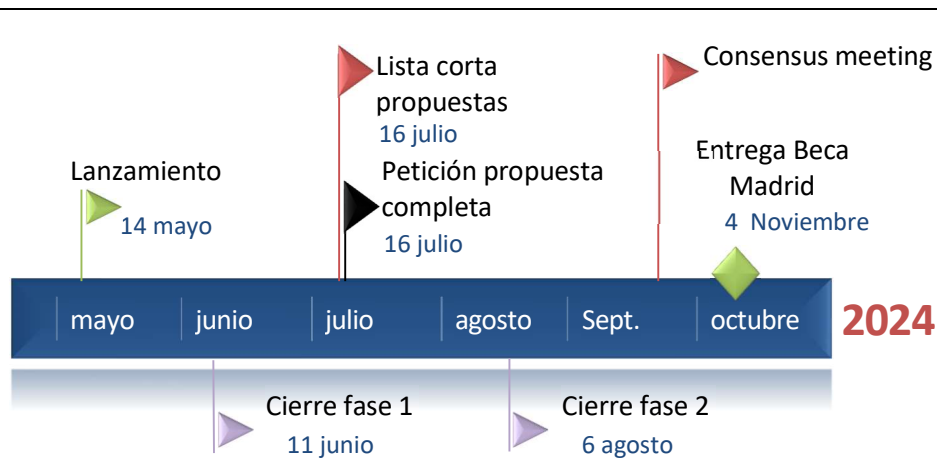 Consensus meeting
Lista corta
propuestas
16 julio
Entrega Beca
Madrid
4 Noviembre
Lanzamiento
14 mayo
Petición propuesta
completa
16 julio
mayo
junio
julio
agosto
Sept.
octubre
2024
Cierre fase 1
11 junio
Cierre fase 2
6 agosto